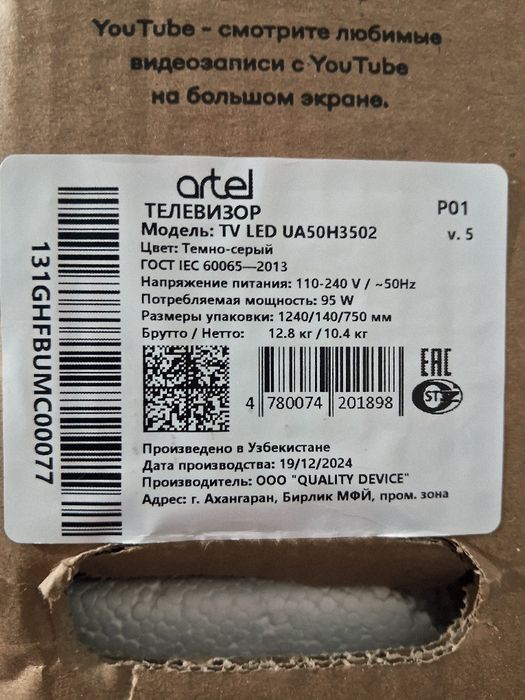 YouTube - смотрите любимые
видеозаписи с YouTube
на большом экране.
artel
ТЕЛЕВИЗОР
P01
Модель: TV LED UA50H3502
v. 5
Цвет: Темно-серый
ГОСТ IEC 60065—2013
Напряжение питания: 110-240 V / ~50Hz
Потребляемая мощность: 95 W
Размеры упаковки: 1240/140/750 мм
Брутто / Нетто: 12.8 кг / 10.4 кг
131GHFBUMC00077
4 780074 201898
EAC
ST
Произведено в Узбекистане
Дата производства: 19/12/2024
Производитель: ООО "QUALITY DEVICE"
Адрес: г. Ахангаран, Бирлик МФЙ, пром. зона